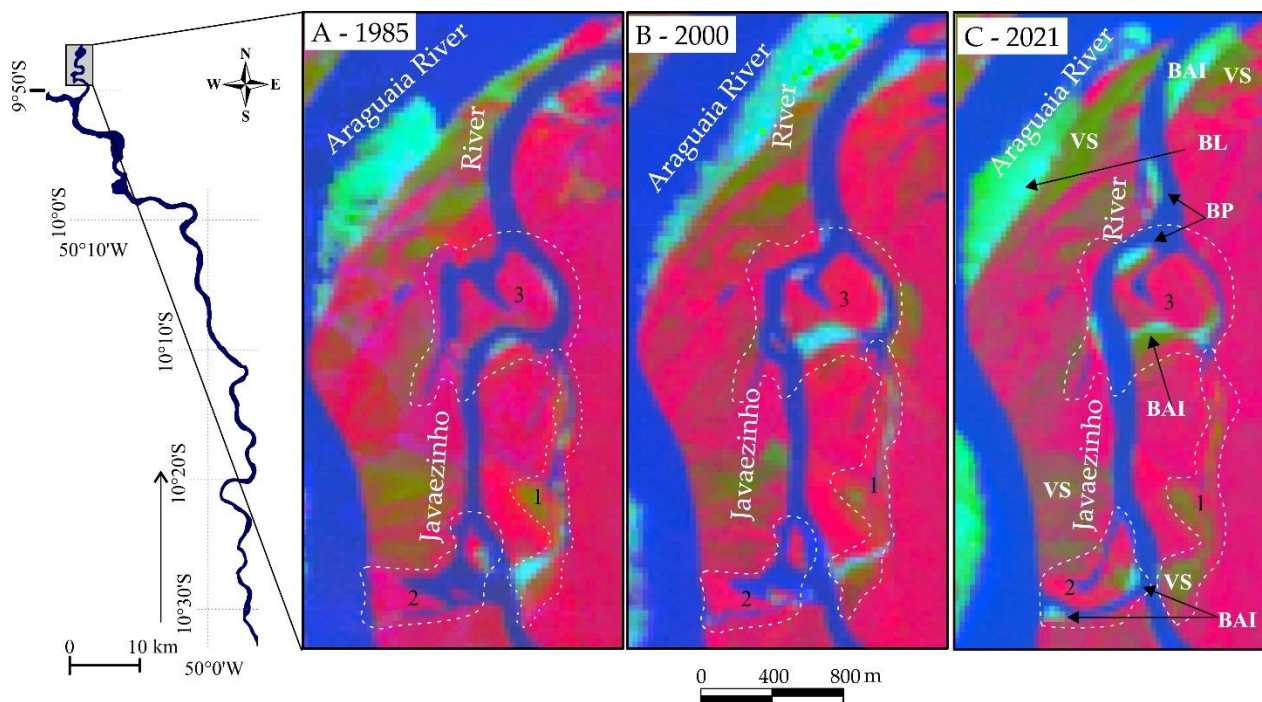 A - 1985
B - 2000
C - 2021
N
W E
S
9°59'S
10°0'S
50°10'W
10°10'S
10°20'S
10°30'S
50°0'W
0 10 km
Araguaia River
River
Javaezinho
3
1
2
Araguaia River
River
Javaezinho
3
1
2
Araguaia River
River
Javaezinho
BAI
VS
VS
BL
BP
3
BAI
1
VS
2
VS
BAI
0 400 800 m